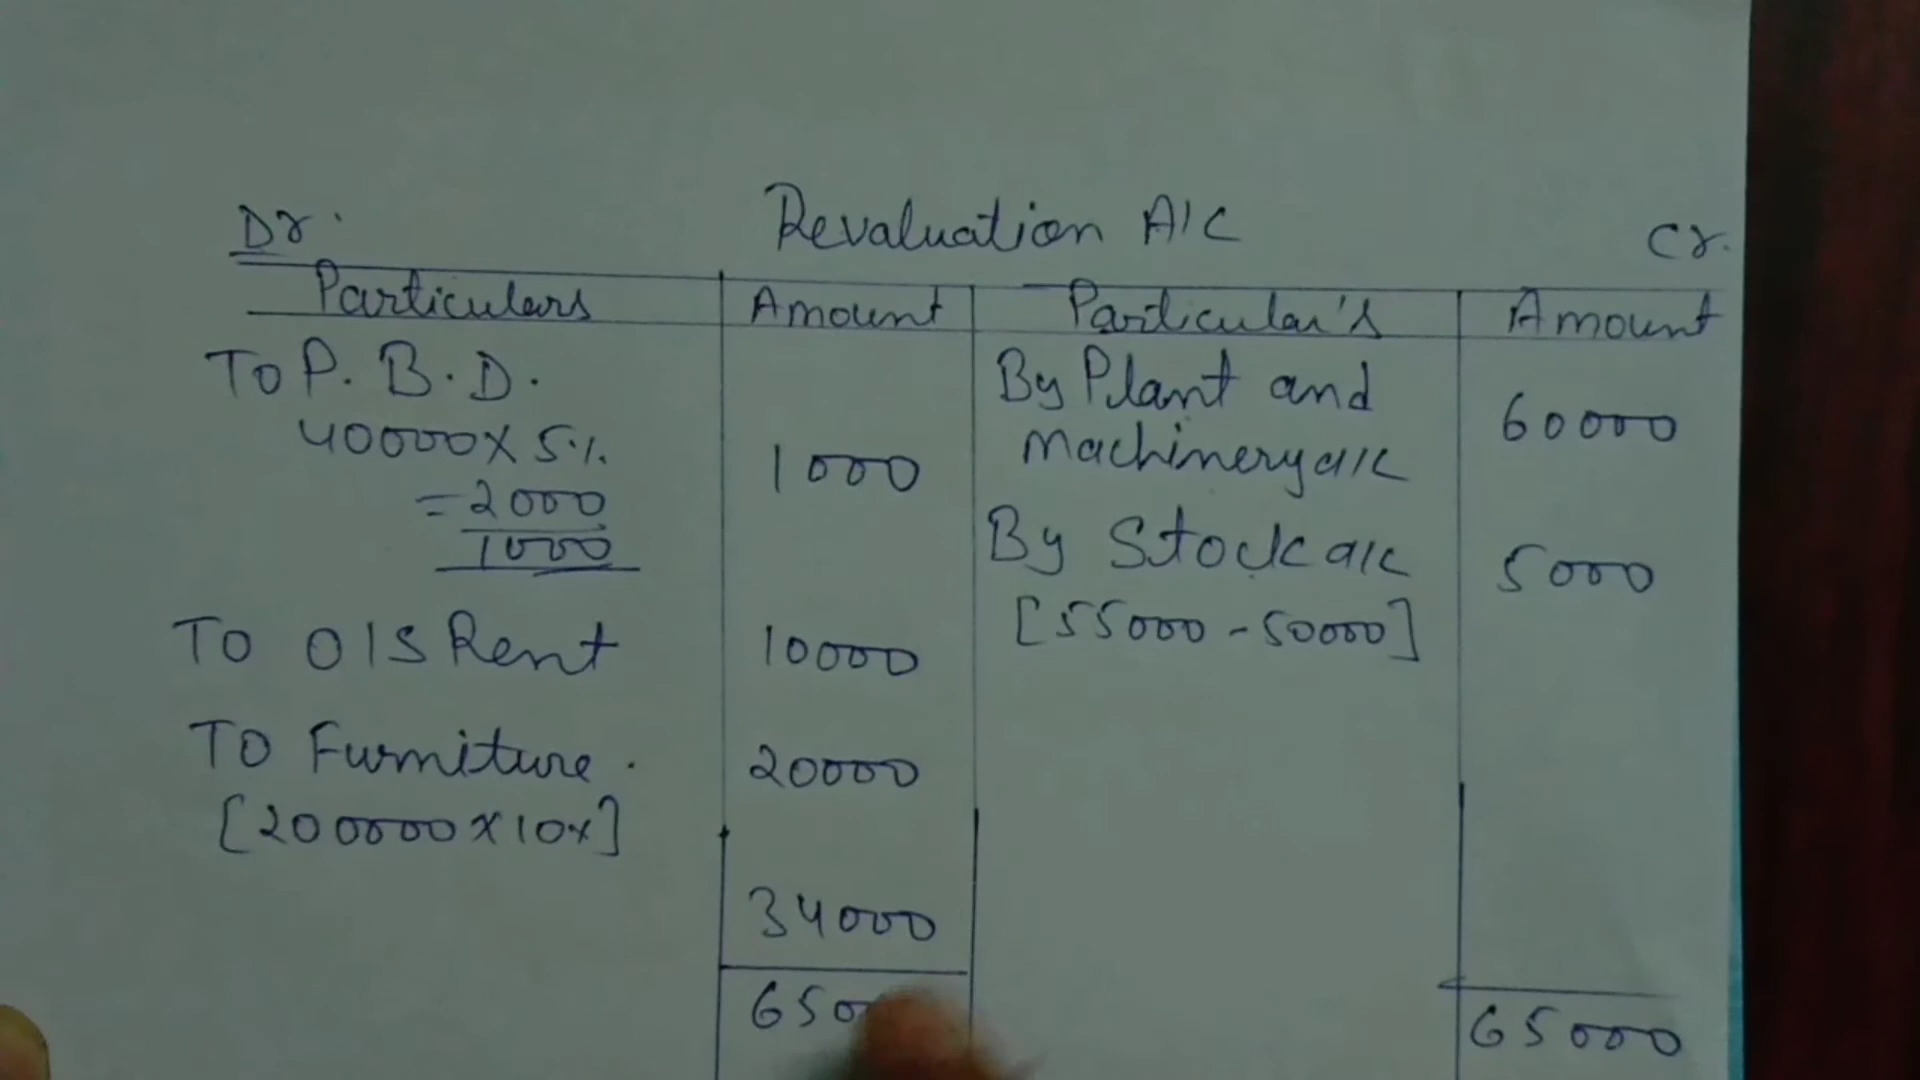 Dr. Revaluation A/C Cr.
Particulars Amount Particular's Amount
To P. B. D. By Plant and 60000
40000 X 5%. Machinery a/c
= 2000 1000
1000 By Stock a/c 5000
To O/S Rent 10000 [55000 - 50000]
To Furniture. 20000
[200000 X 10%]
34000
65000